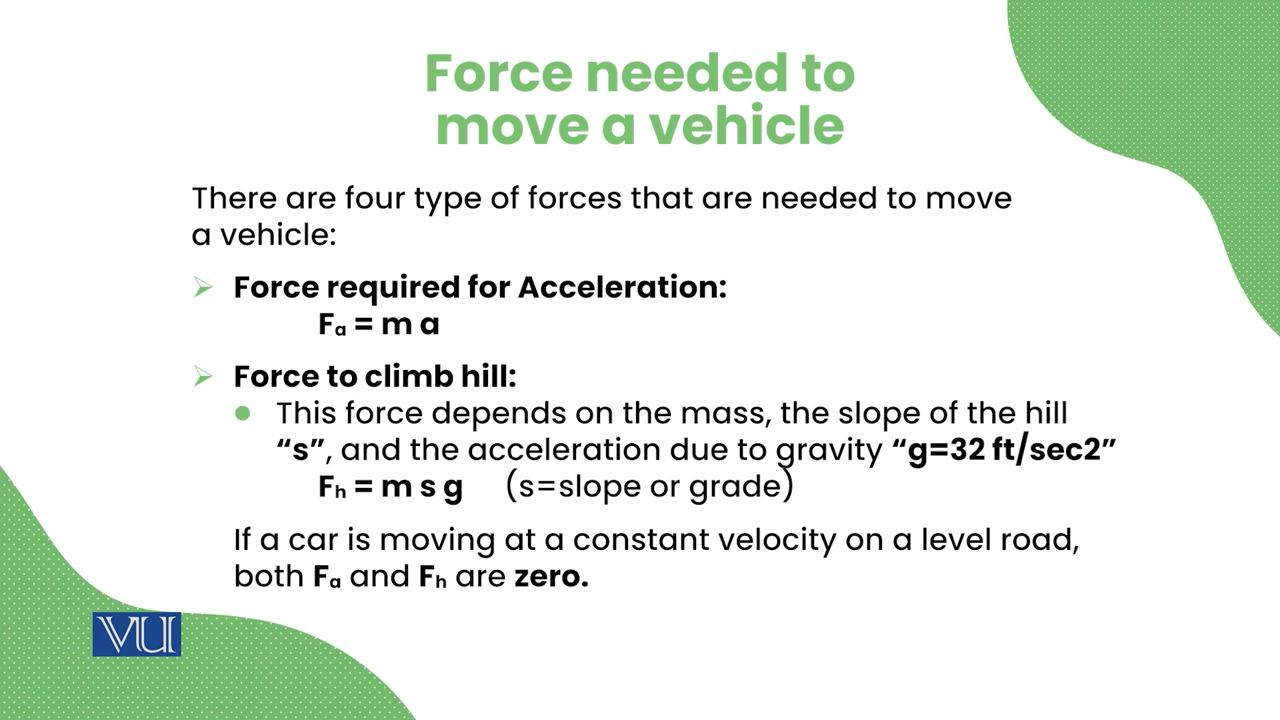 Force needed to
move a vehicle
There are four type of forces that are needed to move
a vehicle:
➢ Force required for Acceleration:
Fₐ = m a
➢ Force to climb hill:
● This force depends on the mass, the slope of the hill
“s”, and the acceleration due to gravity “g=32 ft/sec2”
Fₕ = m s g (s=slope or grade)
If a car is moving at a constant velocity on a level road,
both Fₐ and Fₕ are zero.
VU